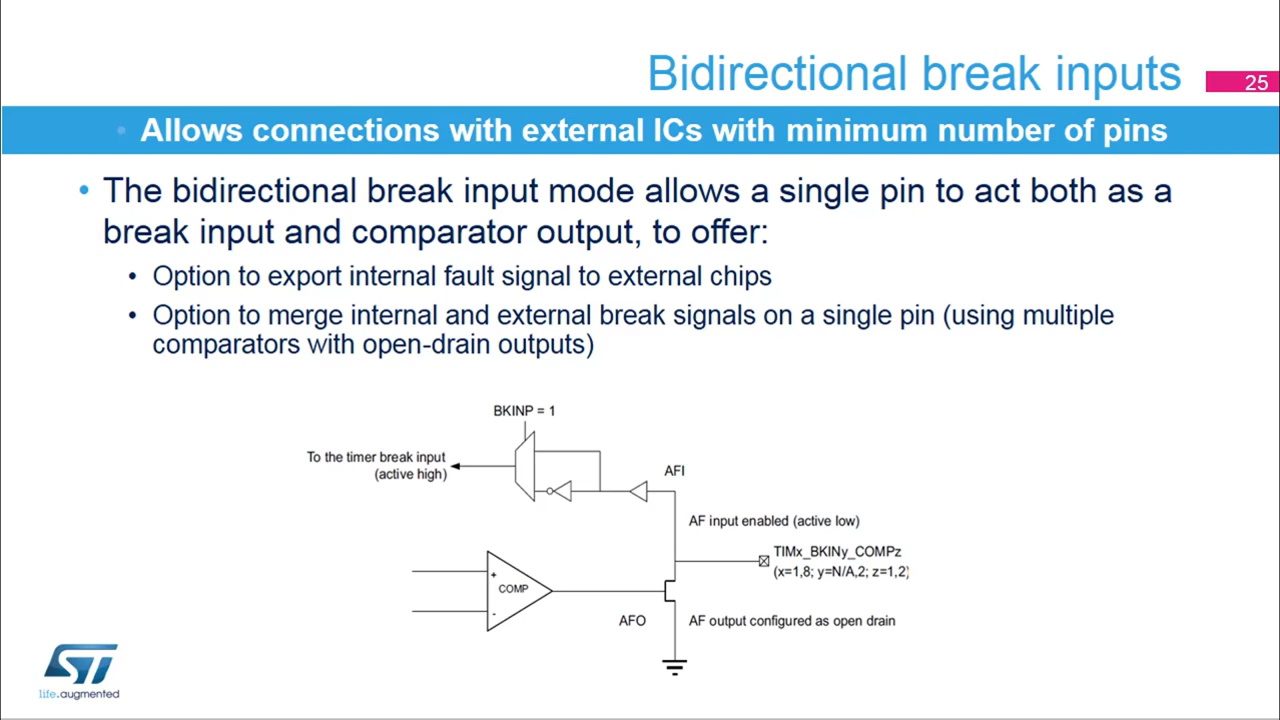 Bidirectional break inputs
25
• Allows connections with external ICs with minimum number of pins
• The bidirectional break input mode allows a single pin to act both as a
break input and comparator output, to offer:
• Option to export internal fault signal to external chips
• Option to merge internal and external break signals on a single pin (using multiple
comparators with open-drain outputs)
BKINP = 1
To the timer break input
(active high)
AFI
AF input enabled (active low)
TIMx_BKINy_COMPz
(x=1,8; y=N/A,2; z=1,2)
+
COMP
-
AFO
AF output configured as open drain
ST
life.augmented